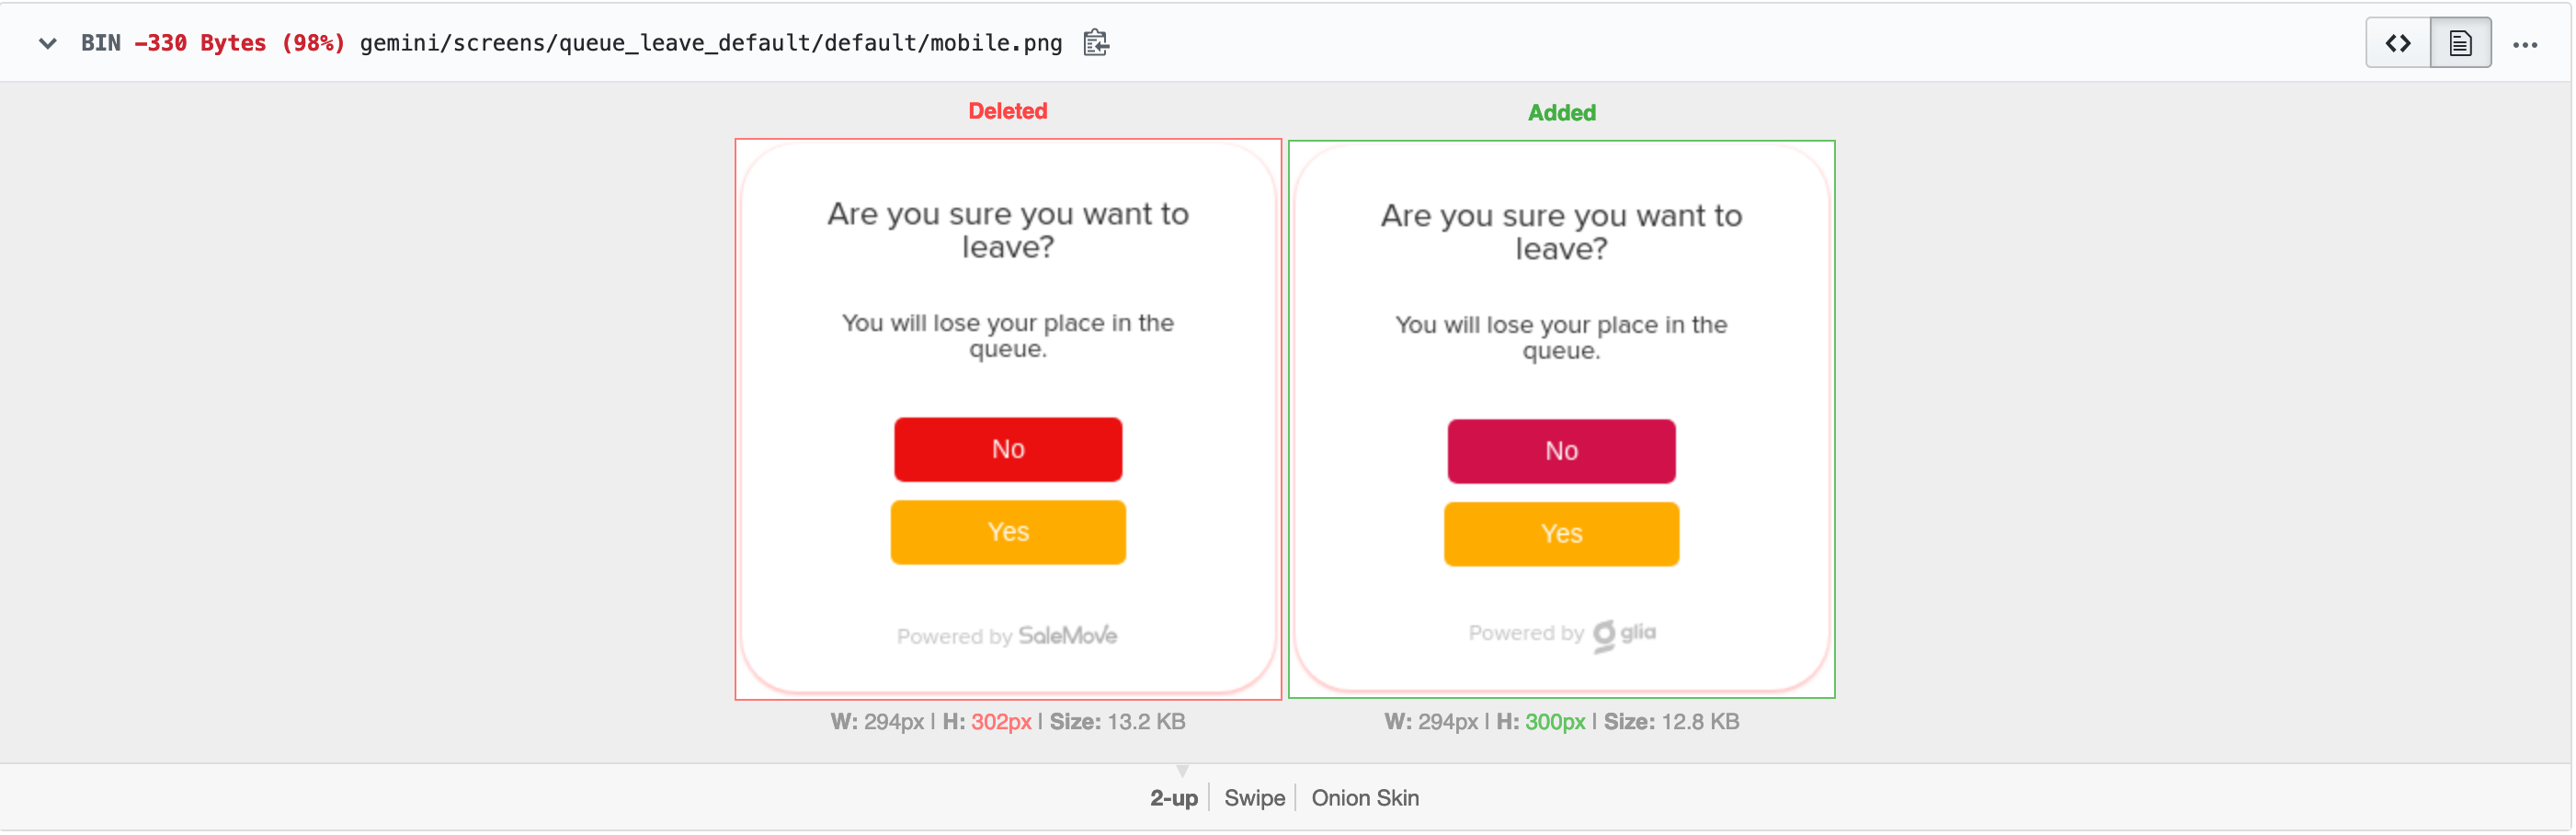 BIN −330 Bytes (98%) gemini/screens/queue_leave_default/default/mobile.png
Deleted
Are you sure you want to
leave?
You will lose your place in the
queue.
No
Yes
Powered by SaleMove
W: 294px | H: 302px | Size: 13.2 KB
Added
Are you sure you want to
leave?
You will lose your place in the
queue.
No
Yes
Powered by glia
W: 294px | H: 300px | Size: 12.8 KB
2-up | Swipe | Onion Skin